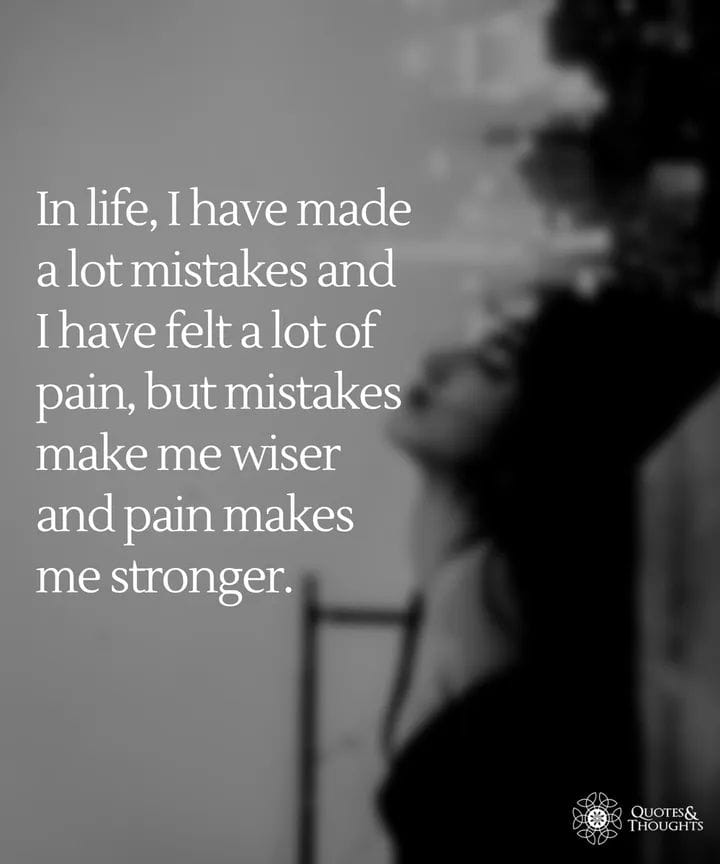 In life, I have made
a lot mistakes and
I have felt a lot of
pain, but mistakes
make me wiser
and pain makes
me stronger.
QUOTES&
THOUGHTS